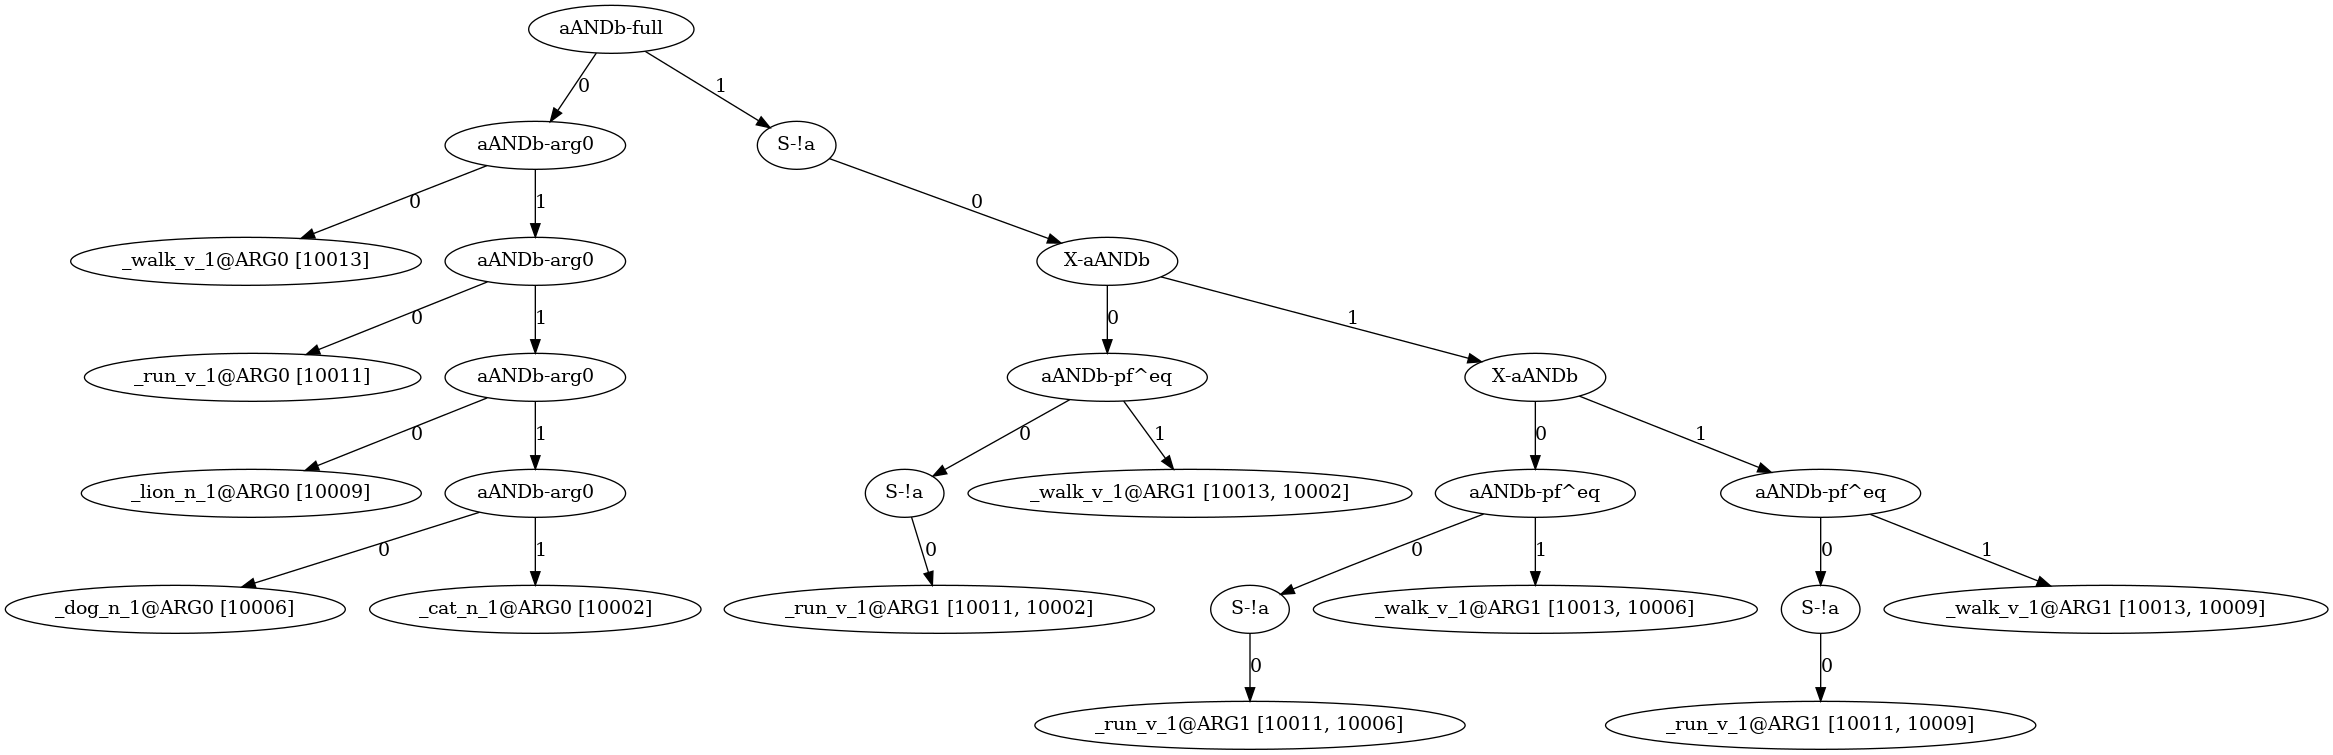 aANDb-full
0 1
aANDb-arg0 S-!a
0 1 0
_walk_v_1@ARG0 [10013] aANDb-arg0 X-aANDb
0 1 0 1
_run_v_1@ARG0 [10011] aANDb-arg0 aANDb-pf^eq X-aANDb
0 1 0 1 0 1
_lion_n_1@ARG0 [10009] aANDb-arg0 S-!a _walk_v_1@ARG1 [10013, 10002] aANDb-pf^eq aANDb-pf^eq
0 1 0 0 1 0 1
_dog_n_1@ARG0 [10006] _cat_n_1@ARG0 [10002] _run_v_1@ARG1 [10011, 10002] S-!a _walk_v_1@ARG1 [10013, 10006] S-!a _walk_v_1@ARG1 [10013, 10009]
0 0
_run_v_1@ARG1 [10011, 10006] _run_v_1@ARG1 [10011, 10009]